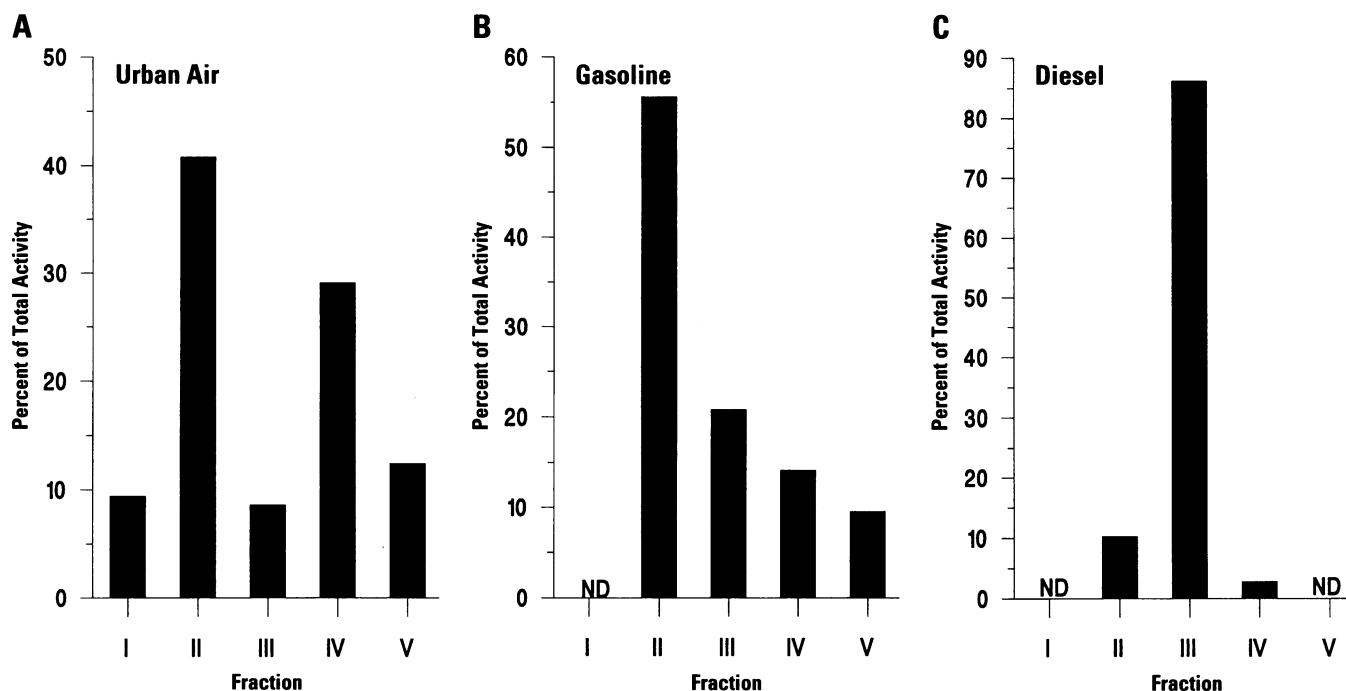 A
Urban Air
Percent of Total Activity
50
40
30
20
10
0
I II III IV V
Fraction
B
Gasoline
Percent of Total Activity
60
50
40
30
20
10
0
ND
I II III IV V
Fraction
C
Diesel
Percent of Total Activity
90
80
70
60
50
40
30
20
10
0
ND ND
I II III IV V
Fraction